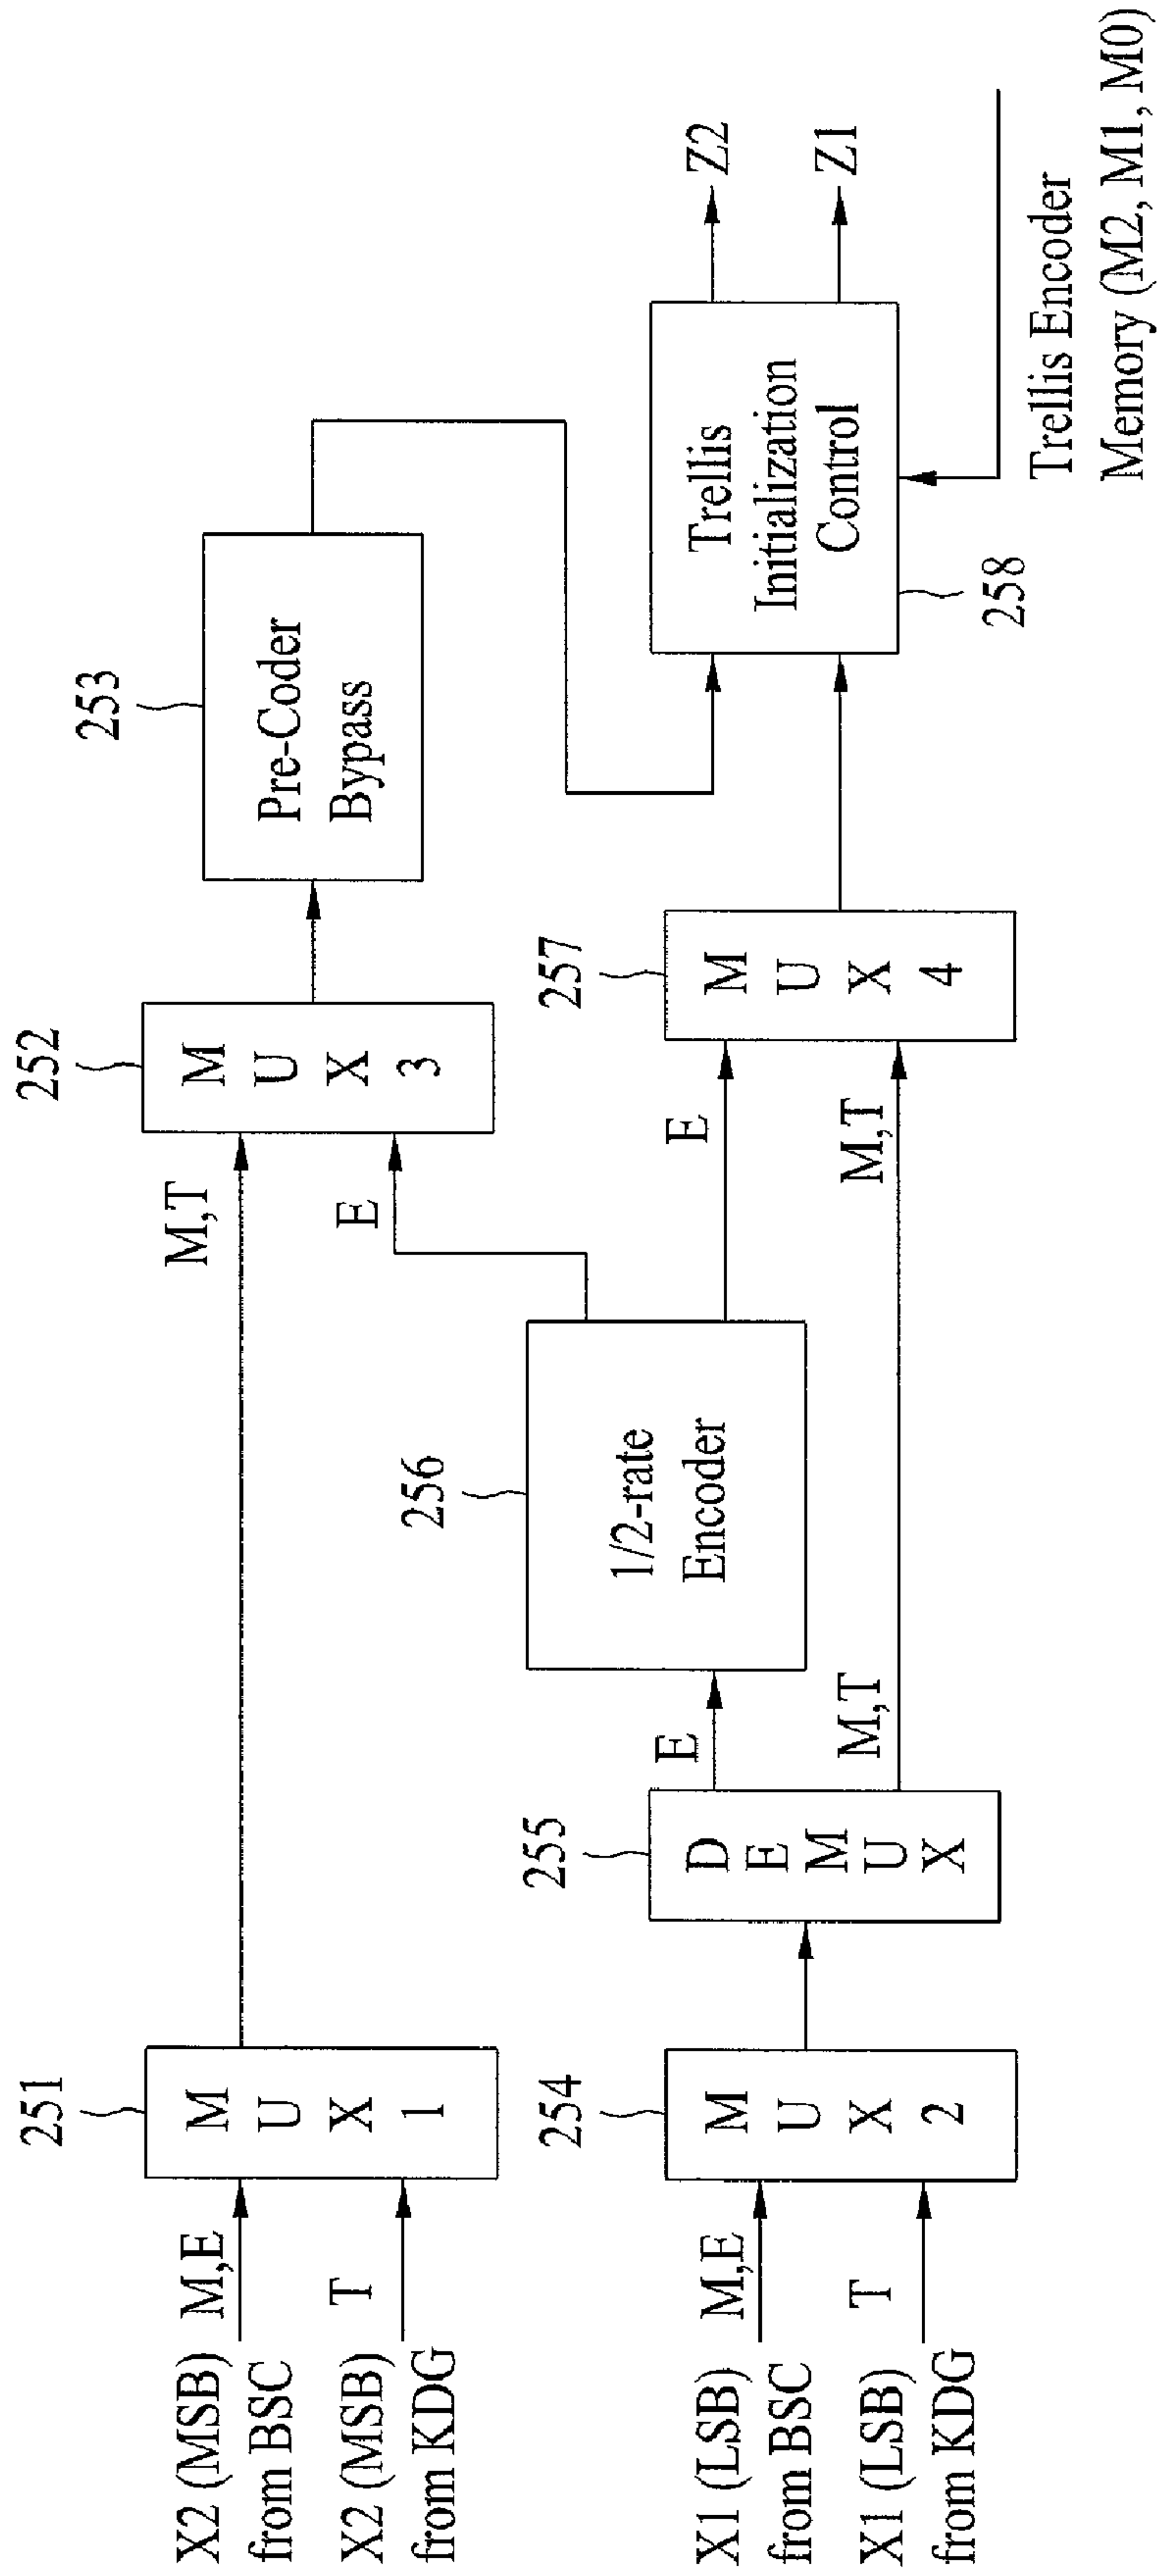 X2 (MSB)
from BSC
M,E
X2 (MSB)
from KDG
T
251
M
U
X
1
M,T
252
M
U
X
3
E
253
Pre-Coder
Bypass
X1 (LSB)
from BSC
M,E
X1 (LSB)
from KDG
T
254
M
U
X
2
255
D
E
M
U
X
E
M,T
256
1/2-rate
Encoder
E
M,T
257
M
U
X
4
Trellis
Initialization
Control
258
Z2
Z1
Trellis Encoder
Memory (M2, M1, M0)